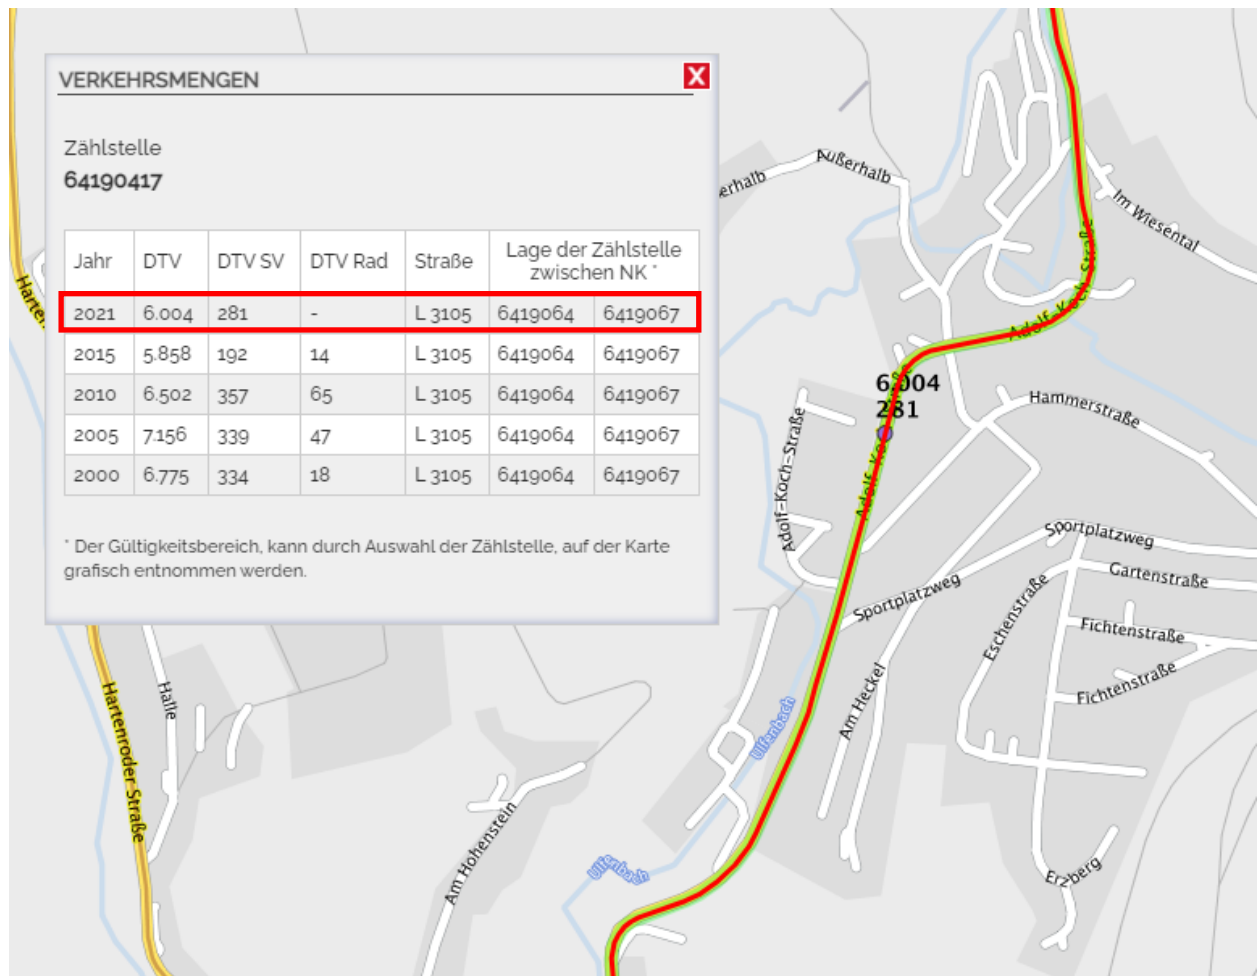 VERKEHRSMENGEN
X
Zählstelle
64190417
Jahr DTV DTV SV DTV Rad Straße Lage der Zählstelle zwischen NK *
2021 6.004 281 - L 3105 6419064 6419067
2015 5.858 192 14 L 3105 6419064 6419067
2010 6.502 357 65 L 3105 6419064 6419067
2005 7.156 339 47 L 3105 6419064 6419067
2000 6.775 334 18 L 3105 6419064 6419067
* Der Gültigkeitsbereich, kann durch Auswahl der Zählstelle, auf der Karte
grafisch entnommen werden.
Außerhalb
Im Wiesental
Adolf-Koch-Straße
6.004
281
Hammerstraße
Adolf-Koch-Straße
Sportplatzweg
Gartenstraße
Sportplatzweg
Eschenstraße
Fichtenstraße
Fichtenstraße
Am Heckel
Ulfenbach
Halle
Hartenroder Straße
Am Hohenstein
Ulfenbach
Erzberg